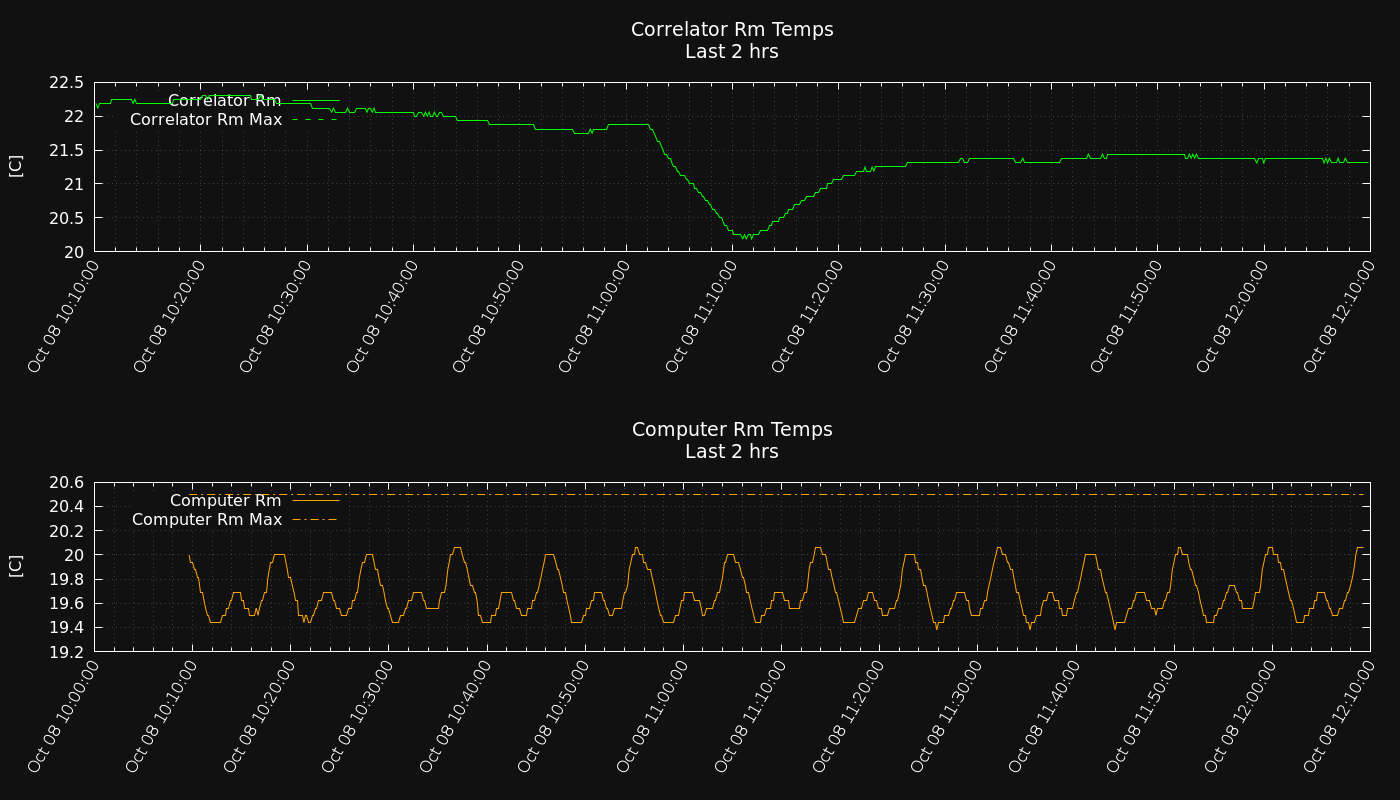 Correlator Rm Temps
Last 2 hrs
22.5
22
21.5
21
20.5
20
[C]
Correlator Rm
Correlator Rm Max
Oct 08 10:10:00
Oct 08 10:20:00
Oct 08 10:30:00
Oct 08 10:40:00
Oct 08 10:50:00
Oct 08 11:00:00
Oct 08 11:10:00
Oct 08 11:20:00
Oct 08 11:30:00
Oct 08 11:40:00
Oct 08 11:50:00
Oct 08 12:00:00
Oct 08 12:10:00
Computer Rm Temps
Last 2 hrs
20.6
20.4
20.2
20
19.8
19.6
19.4
19.2
[C]
Computer Rm
Computer Rm Max
Oct 08 10:00:00
Oct 08 10:10:00
Oct 08 10:20:00
Oct 08 10:30:00
Oct 08 10:40:00
Oct 08 10:50:00
Oct 08 11:00:00
Oct 08 11:10:00
Oct 08 11:20:00
Oct 08 11:30:00
Oct 08 11:40:00
Oct 08 11:50:00
Oct 08 12:00:00
Oct 08 12:10:00